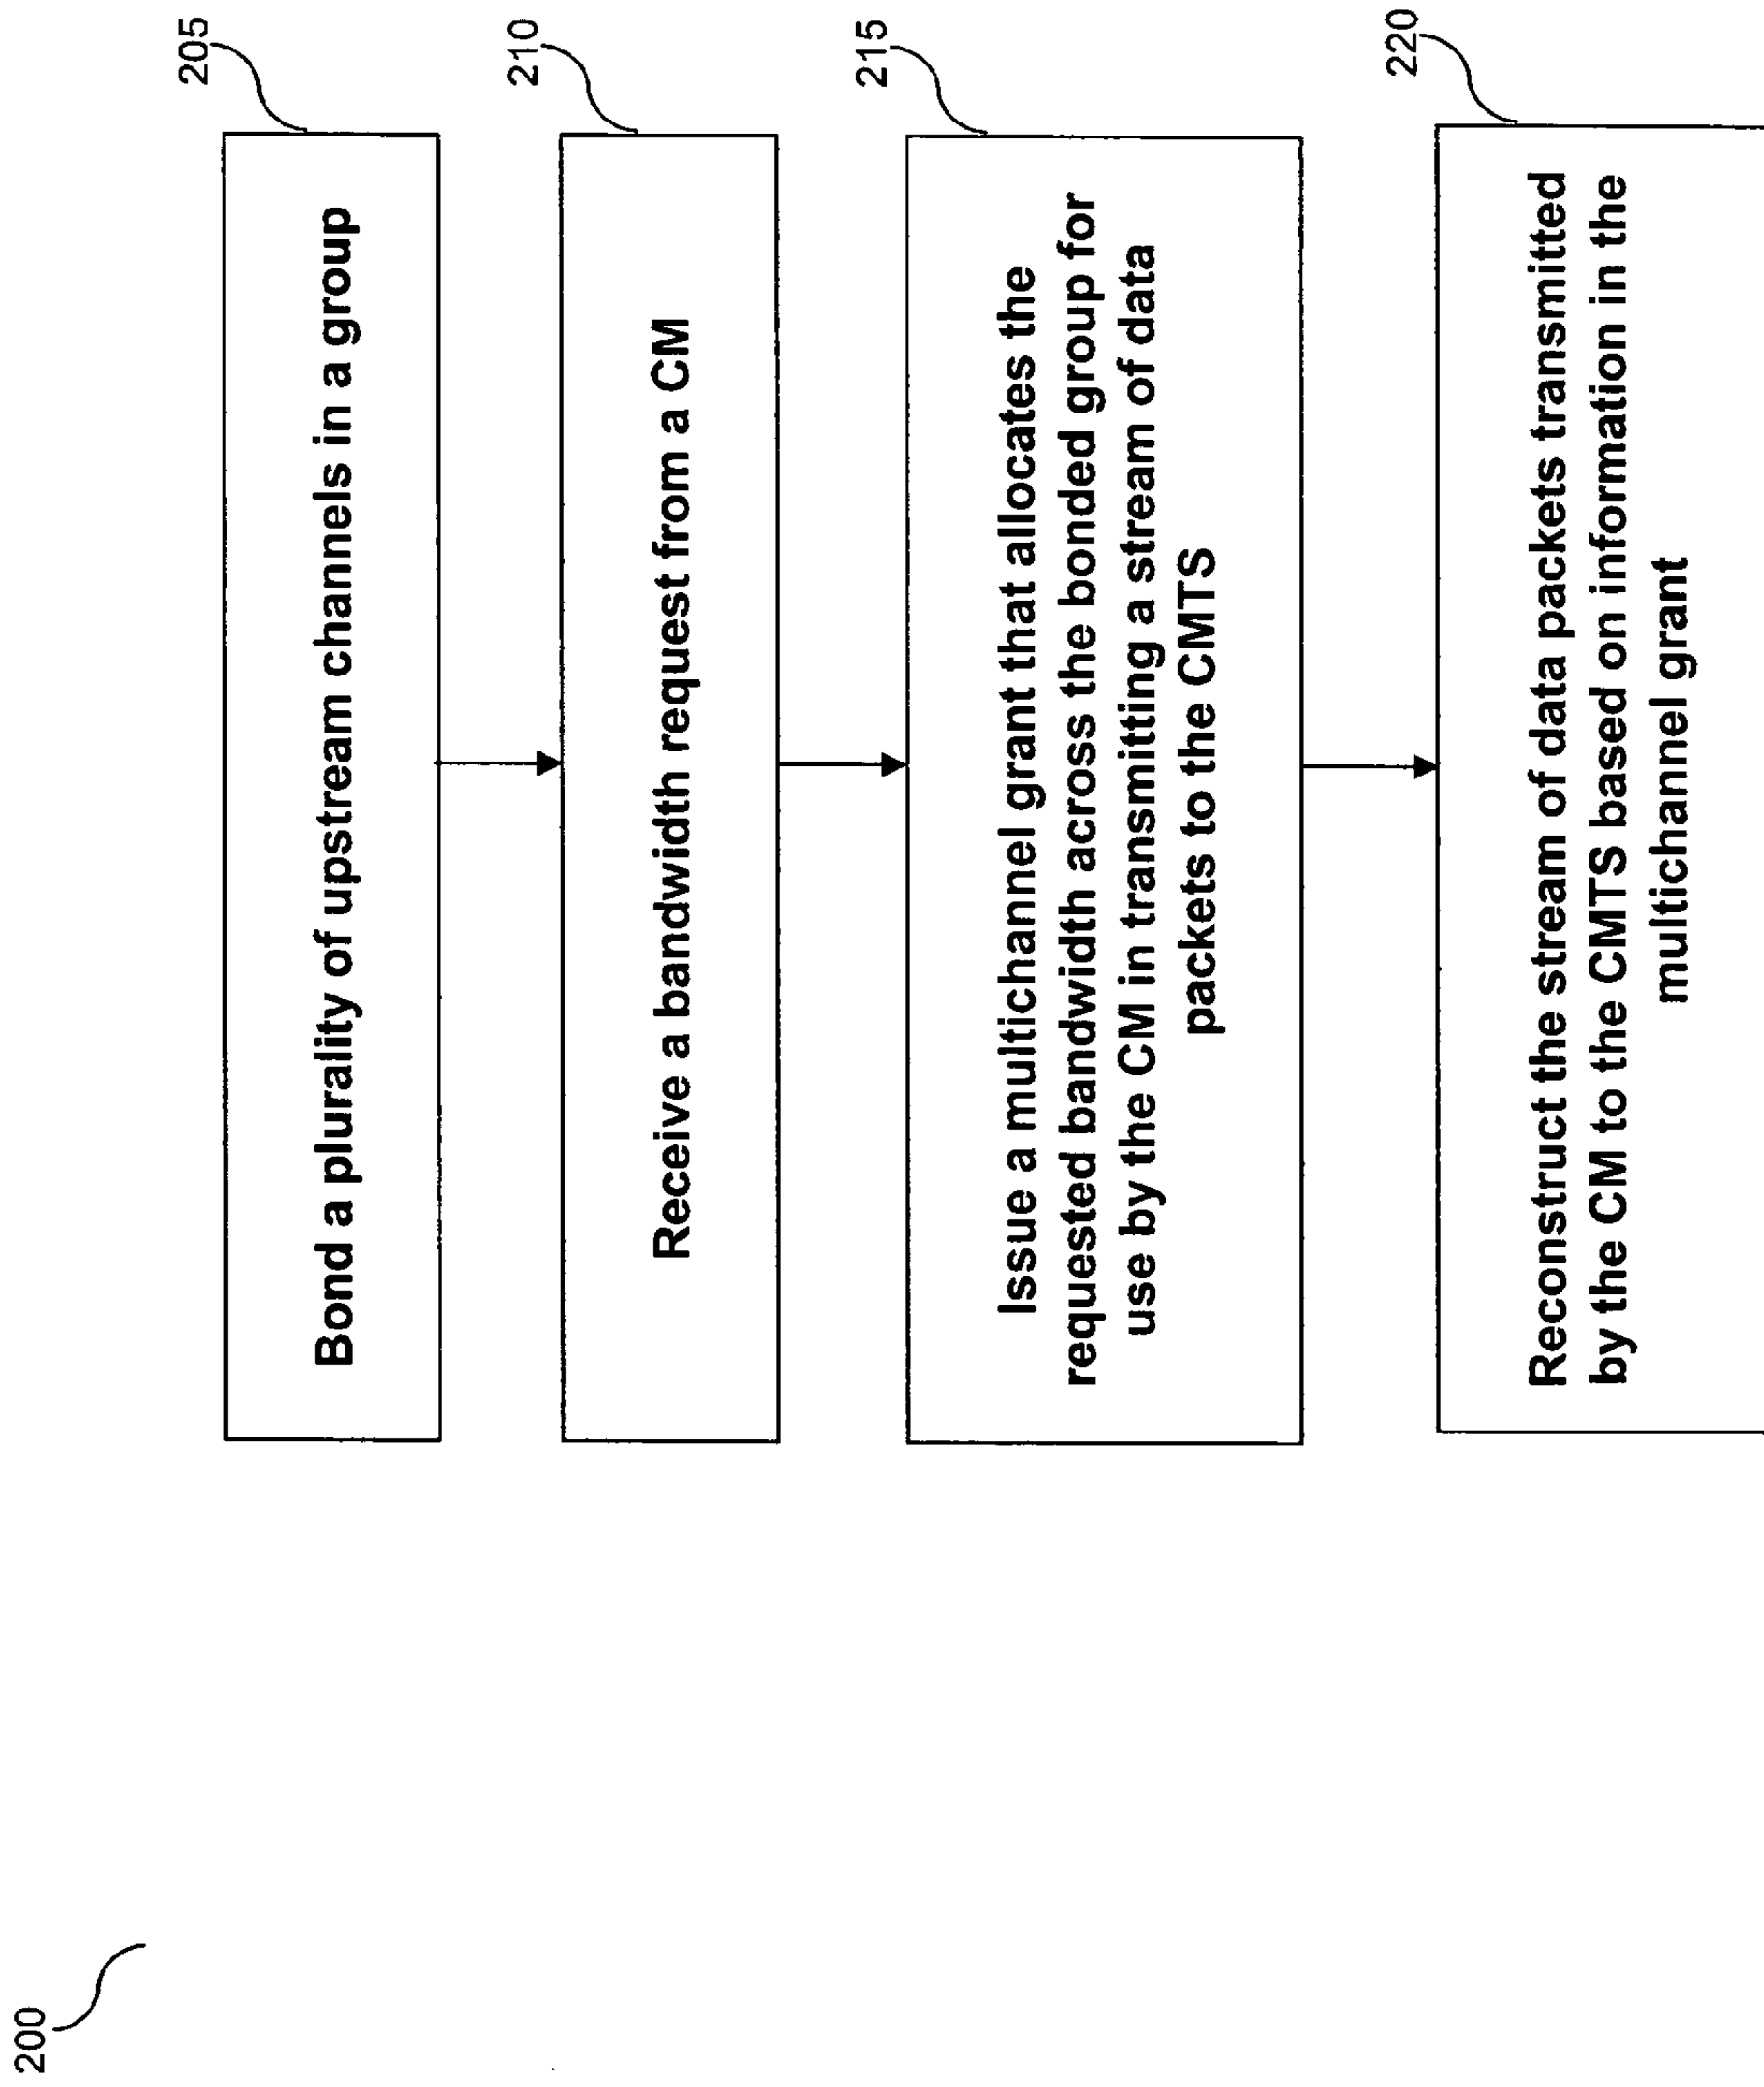 200
205
Bond a plurality of upstream channels in a group
210
Receive a bandwidth request from a CM
215
Issue a multichannel grant that allocates the
requested bandwidth across the bonded group for
use by the CM in transmitting a stream of data
packets to the CMTS
220
Reconstruct the stream of data packets transmitted
by the CM to the CMTS based on information in the
multichannel grant